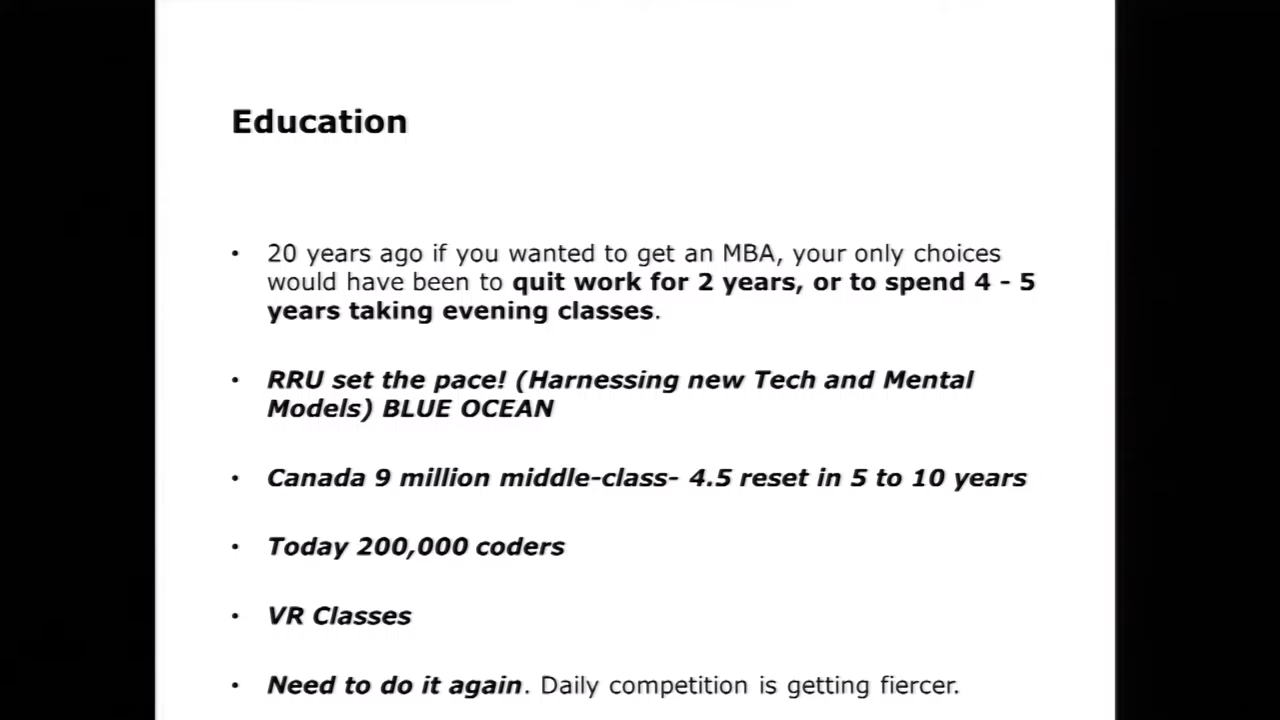 Education
• 20 years ago if you wanted to get an MBA, your only choices
would have been to quit work for 2 years, or to spend 4 - 5
years taking evening classes.
• RRU set the pace! (Harnessing new Tech and Mental
Models) BLUE OCEAN
• Canada 9 million middle-class- 4.5 reset in 5 to 10 years
• Today 200,000 coders
• VR Classes
• Need to do it again. Daily competition is getting fiercer.